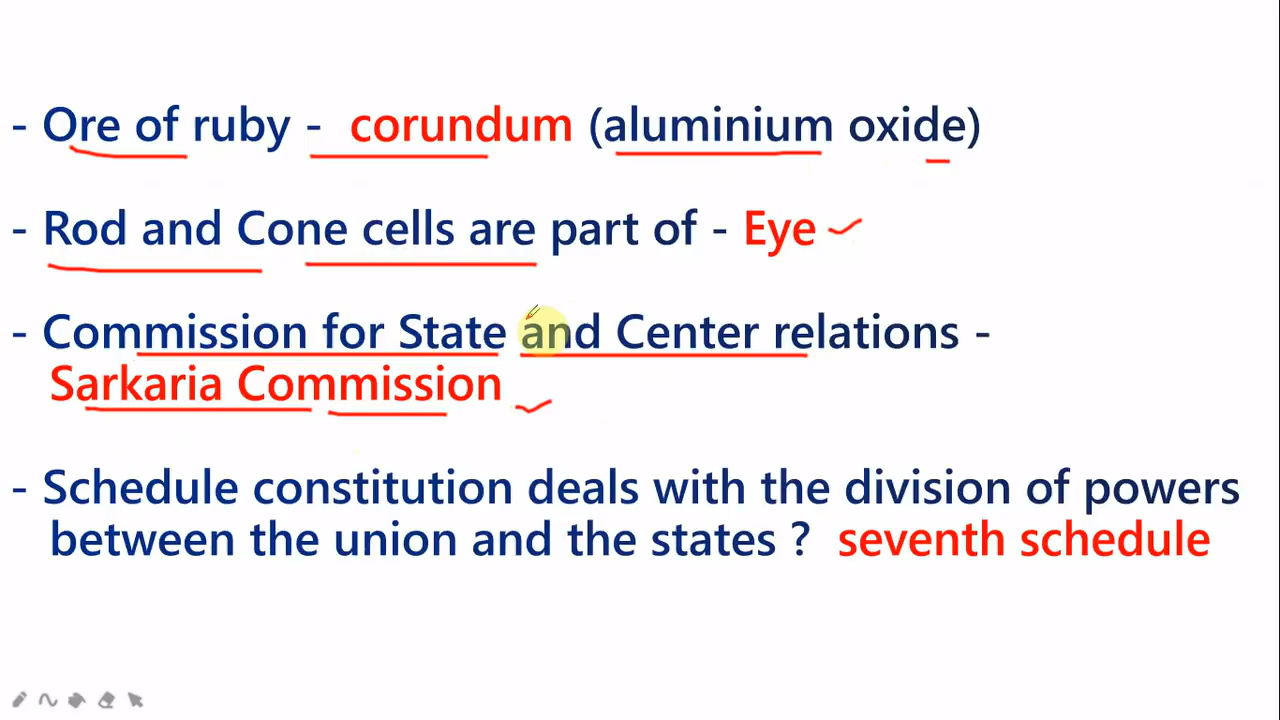 - Ore of ruby - corundum (aluminium oxide)
- Rod and Cone cells are part of - Eye
- Commission for State and Center relations -
Sarkaria Commission
- Schedule constitution deals with the division of powers
between the union and the states ? seventh schedule